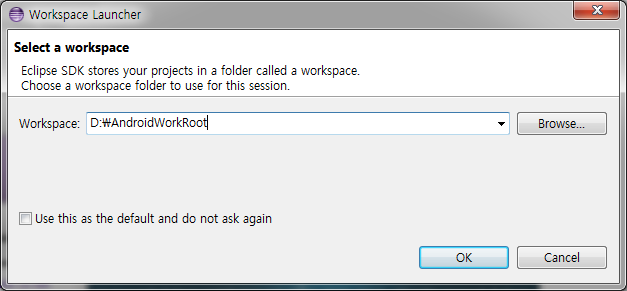 Workspace Launcher
Select a workspace
Eclipse SDK stores your projects in a folder called a workspace.
Choose a workspace folder to use for this session.
Workspace: D:₩AndroidWorkRoot Browse...
Use this as the default and do not ask again
OK Cancel